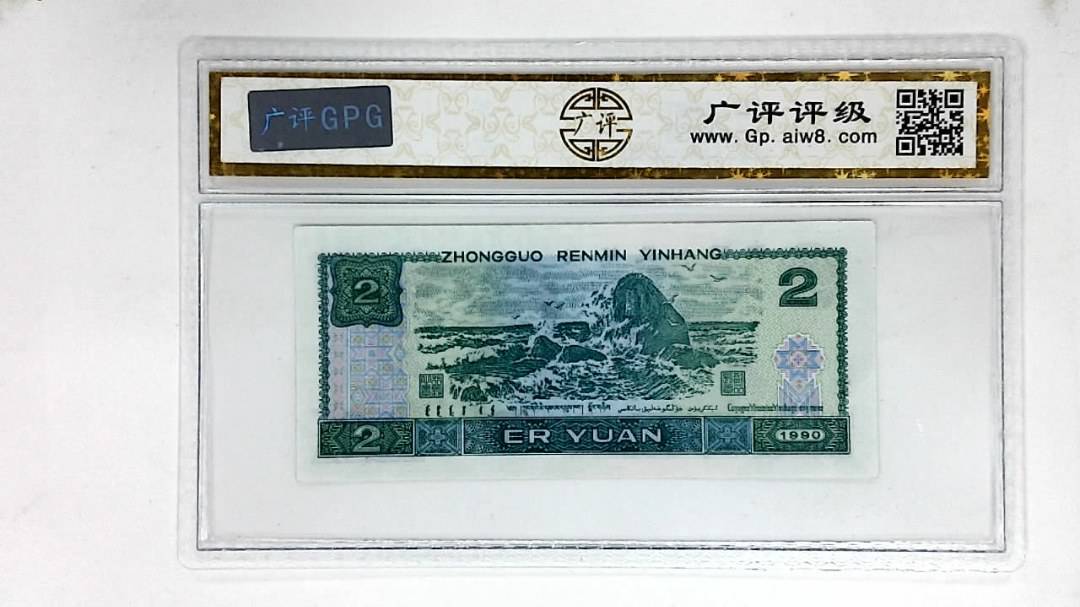 广评GPG
广评
广评评级
www.Gp.aiw8.com
ZHONGGUO RENMIN YINHANG
2
2
2
ER YUAN
1990